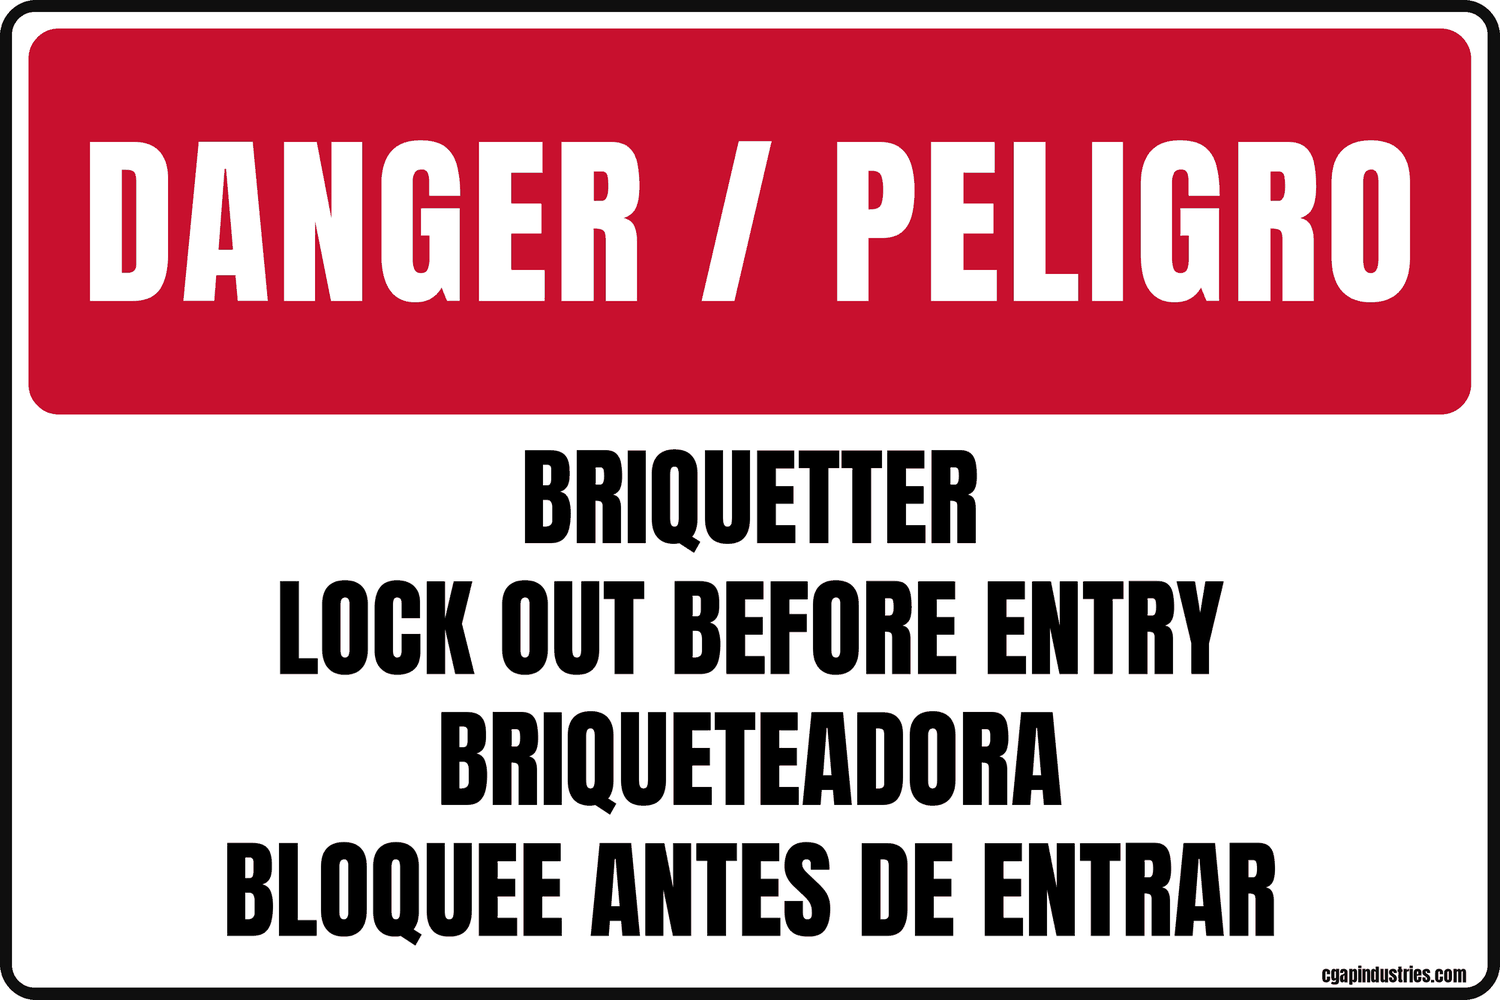 DANGER / PELIGRO
BRIQUETTER
LOCK OUT BEFORE ENTRY
BRIQUETEADORA
BLOQUEE ANTES DE ENTRAR
cgapindustries.com